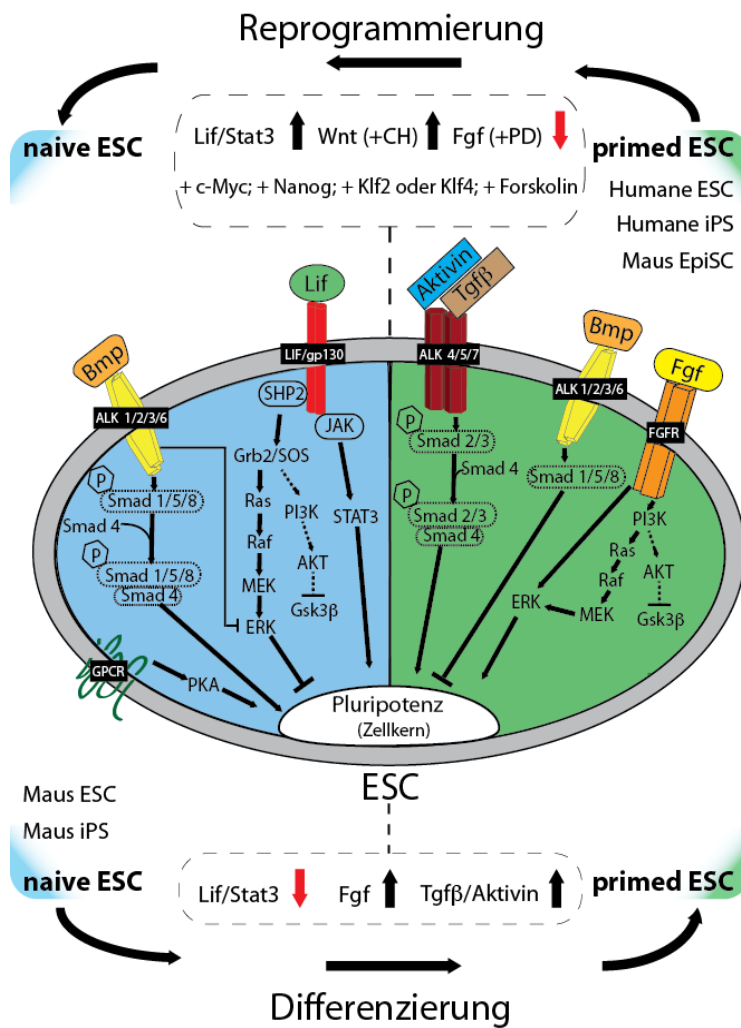 Reprogrammierung
Lif/Stat3 Wnt (+CH) Fgf (+PD)
+ c-Myc; + Nanog; + Klf2 oder Klf4; + Forskolin
naive ESC
primed ESC
Humane ESC
Humane iPS
Maus EpiSC
Bmp
ALK 1/2/3/6
P
Smad 1/5/8
Smad 4
P
Smad 1/5/8
Smad 4
GPCR
PKA
Lif
LIF/gp130
SHP2
JAK
Grb2/SOS
Ras
Raf
MEK
ERK
PI3K
AKT
Gsk3β
STAT3
Aktivin
Tgfβ
ALK 4/5/7
P
Smad 2/3
Smad 4
P
Smad 2/3
Smad 4
Bmp
ALK 1/2/3/6
Smad 1/5/8
Fgf
FGFR
PI3K
Ras
Raf
MEK
ERK
AKT
Gsk3β
Pluripotenz
(Zellkern)
ESC
Maus ESC
Maus iPS
naive ESC
Lif/Stat3 Fgf Tgfβ/Aktivin
primed ESC
Differenzierung